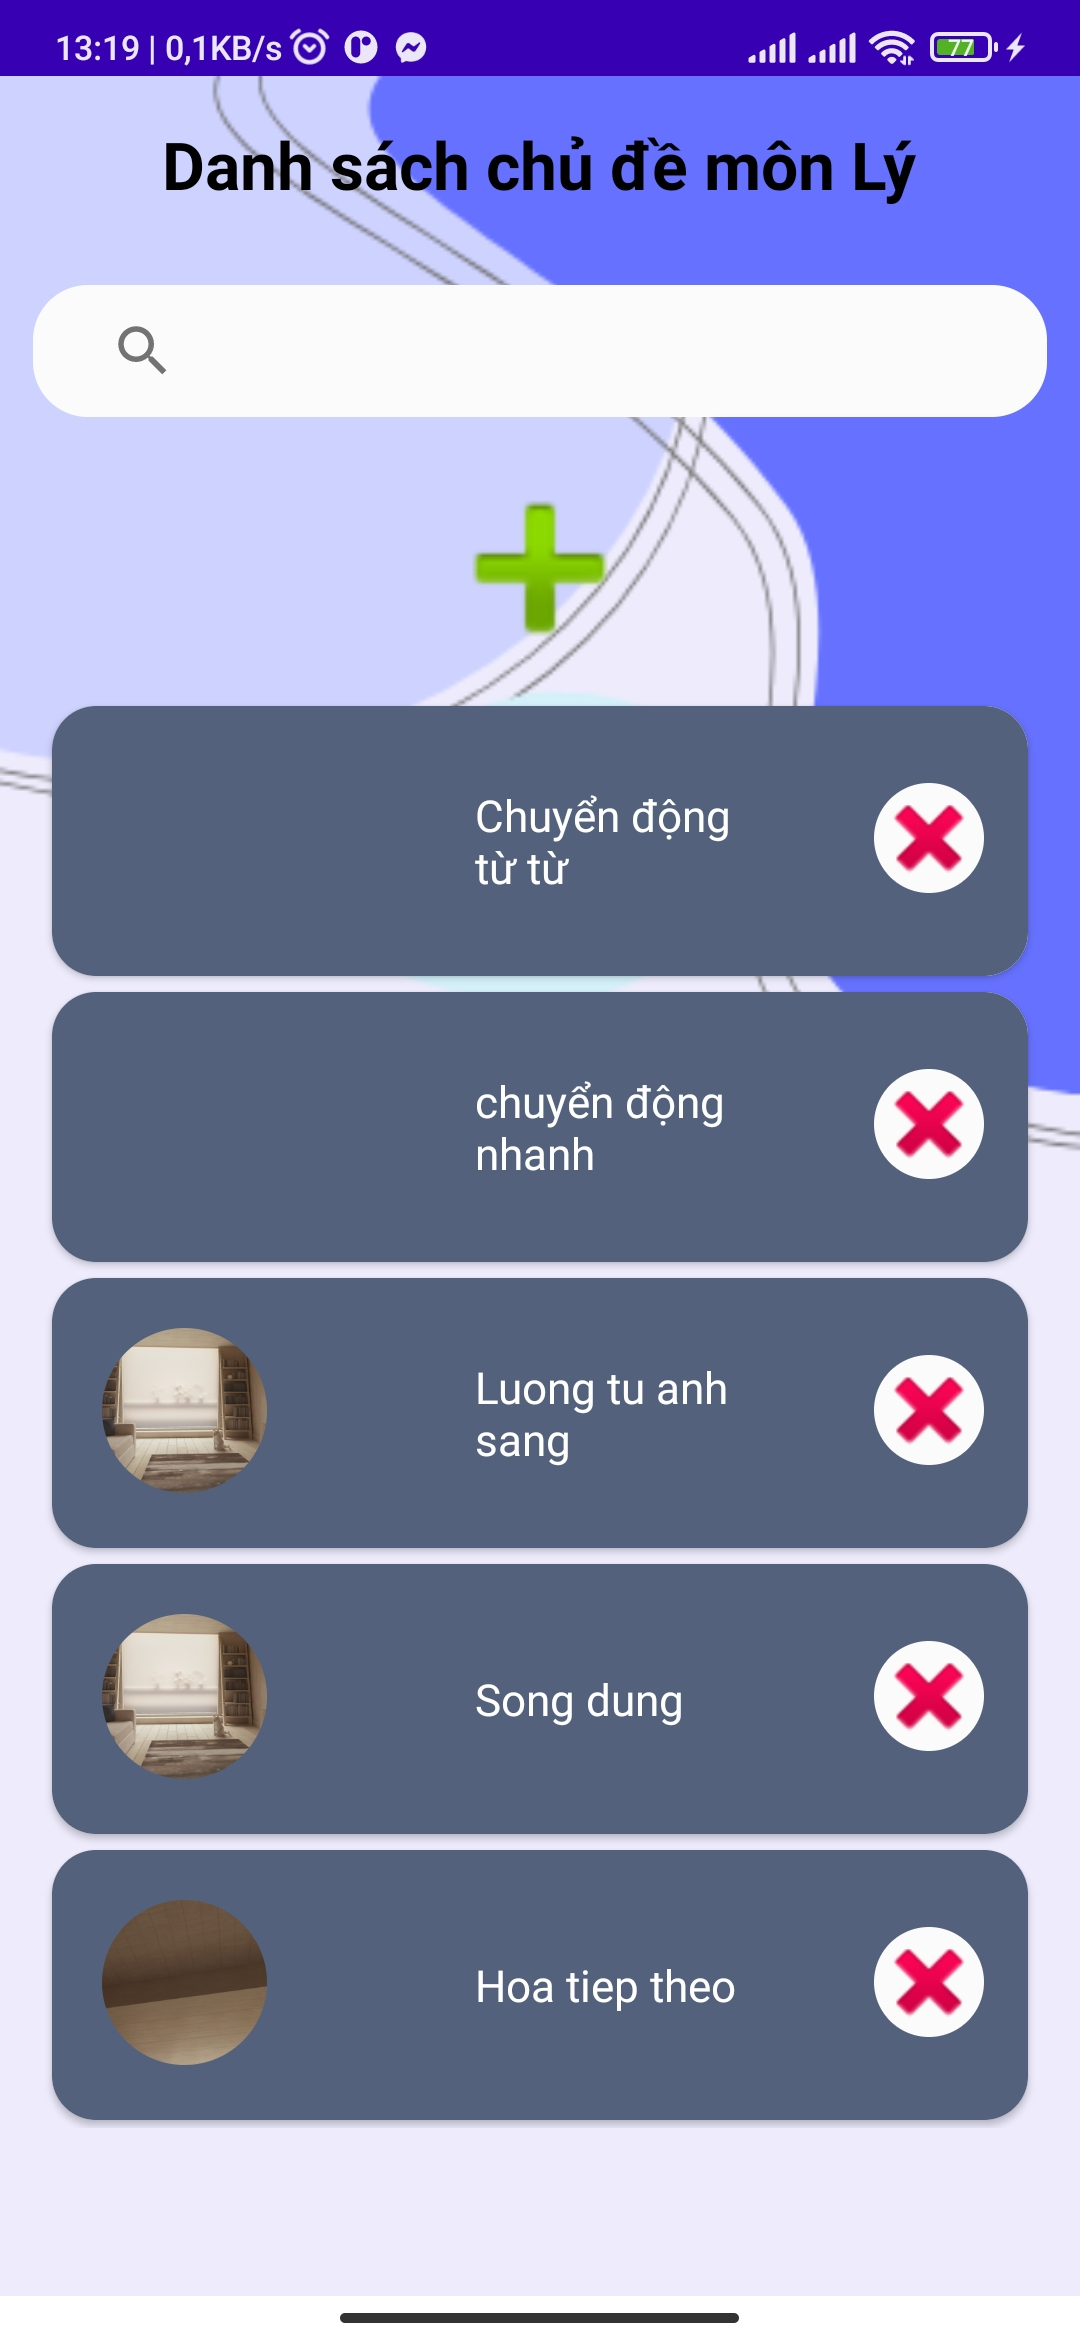 13:19 | 0,1KB/s
77
Danh sách chủ đề môn Lý
Chuyển động
từ từ
chuyển động
nhanh
Luong tu anh
sang
Song dung
Hoa tiep theo